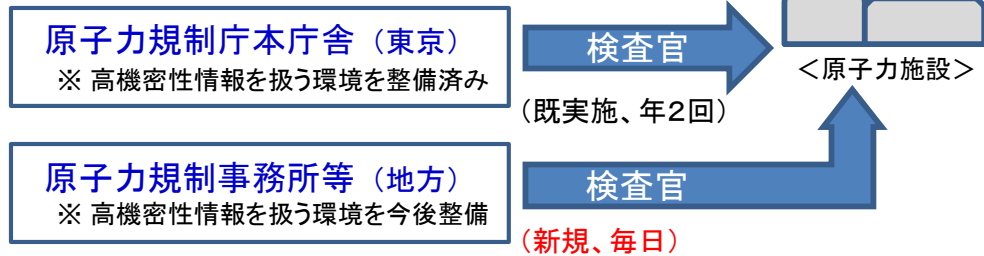 原子力規制庁本庁舎（東京）
※ 高機密性情報を扱う環境を整備済み
検査官
（既実施、年２回）
＜原子力施設＞
原子力規制事務所等（地方）
※ 高機密性情報を扱う環境を今後整備
検査官
（新規、毎日）